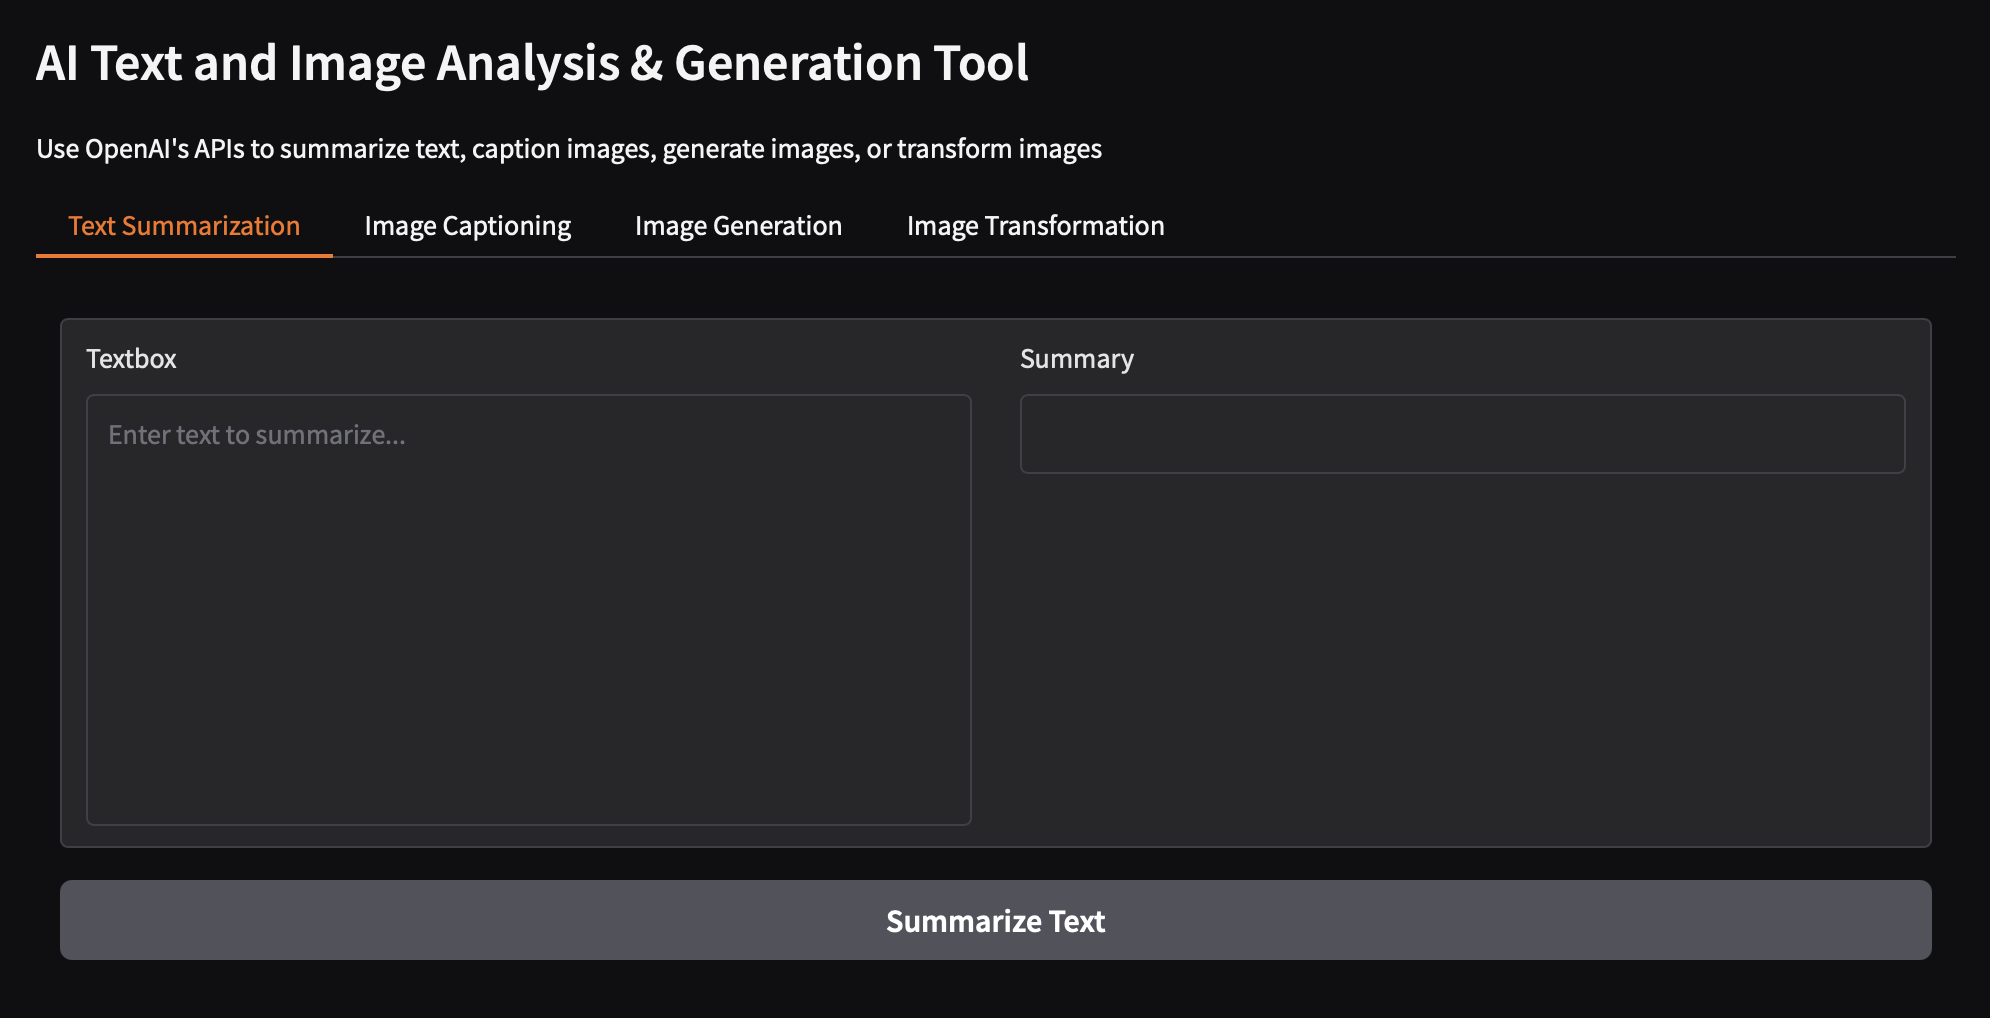 AI Text and Image Analysis & Generation Tool
Use OpenAI's APIs to summarize text, caption images, generate images, or transform images
Text Summarization
Image Captioning
Image Generation
Image Transformation
Textbox
Enter text to summarize...
Summary
Summarize Text